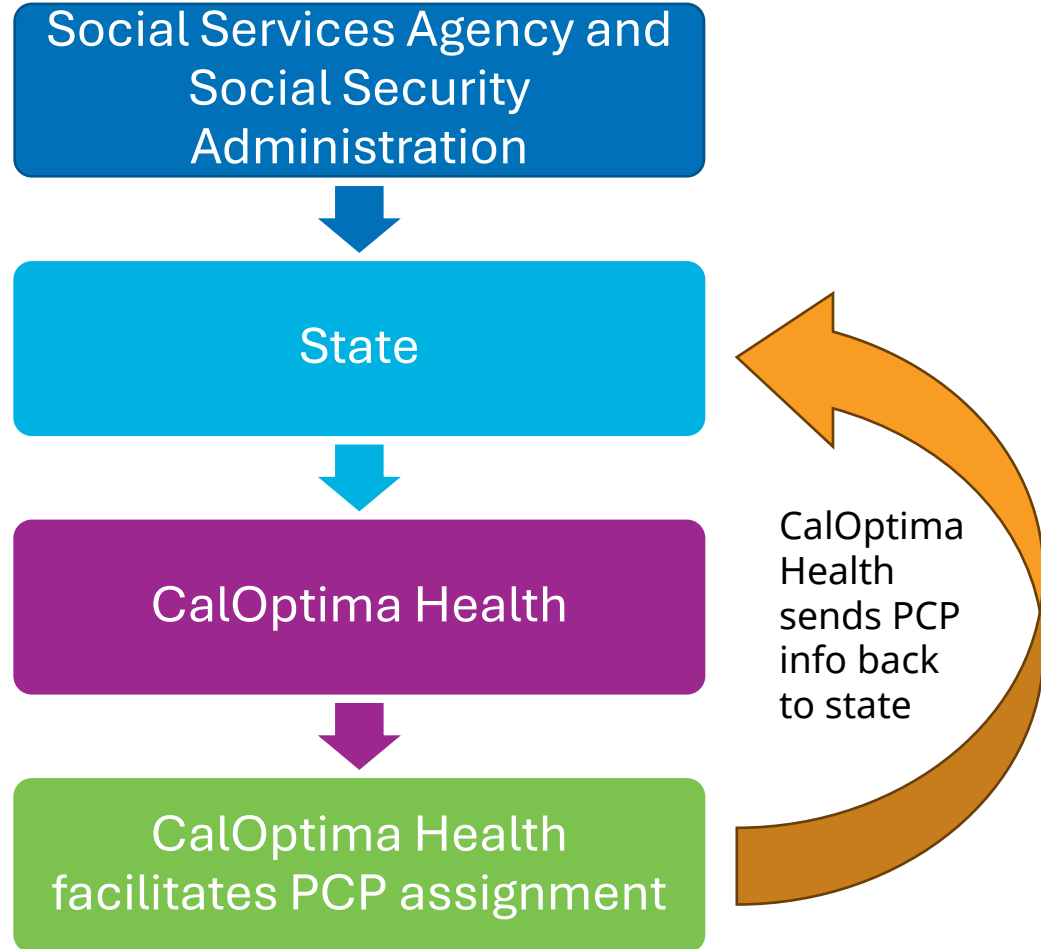 Social Services Agency and
Social Security
Administration
State
CalOptima Health
CalOptima
Health
sends PCP
info back
to state
CalOptima Health
facilitates PCP assignment